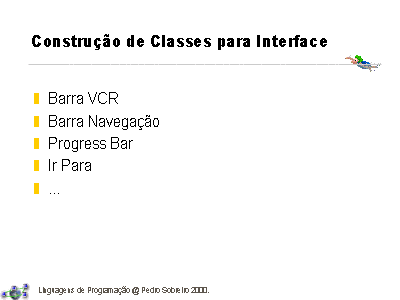 Construção de Classes para Interface
Barra VCR
Barra Navegação
Progress Bar
Ir Para
...
Linguagens de Programação @ Pedro Sobreiro 2000.